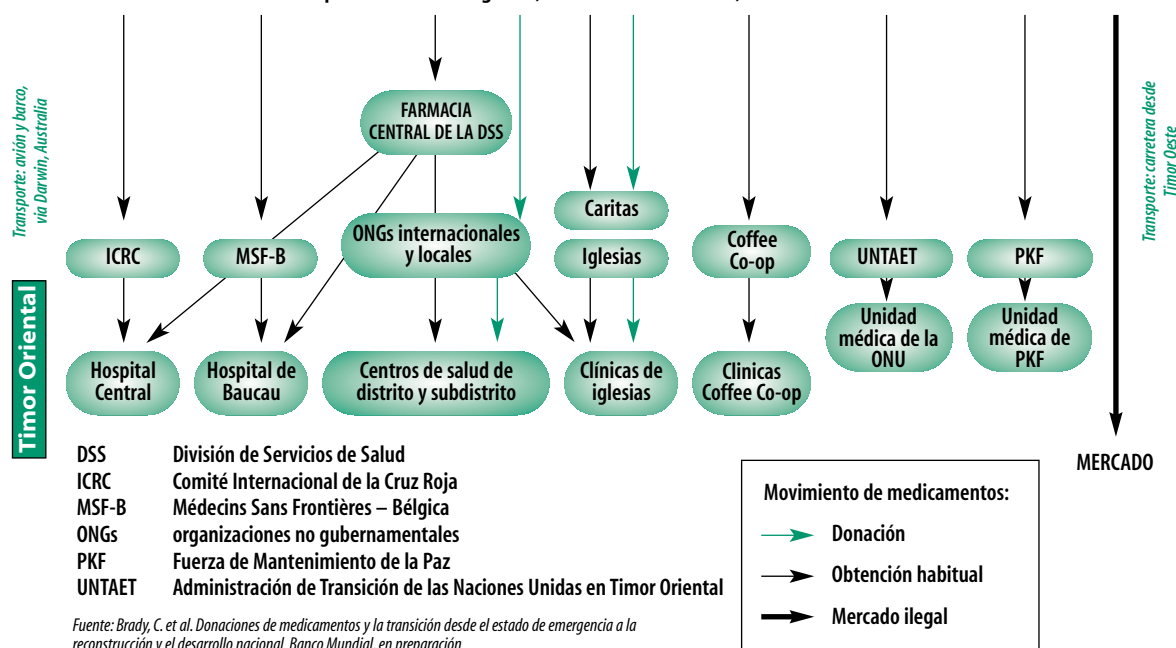 Transporte: avión y barco,
vía Darwin, Australia
Transporte: carretera desde
Timor Oeste
FARMACIA
CENTRAL DE LA DSS
Caritas
ONGs internacionales
y locales
ICRC
MSF-B
Iglesias
Coffee
Co-op
UNTAET
PKF
Unidad
médica de la
ONU
Unidad
médica de
PKF
Timor Oriental
Hospital
Central
Hospital de
Baucau
Centros de salud de
distrito y subdistrito
Clínicas de
iglesias
Clinicas
Coffee Co-op
MERCADO
DSS División de Servicios de Salud
ICRC Comité Internacional de la Cruz Roja
MSF-B Médecins Sans Frontières – Bélgica
ONGs organizaciones no gubernamentales
PKF Fuerza de Mantenimiento de la Paz
UNTAET Administración de Transición de las Naciones Unidas en Timor Oriental
Movimiento de medicamentos:
Donación
Obtención habitual
Mercado ilegal
Fuente: Brady, C. et al. Donaciones de medicamentos y la transición desde el estado de emergencia a la
reconstrucción y el desarrollo nacional. Banco Mundial, en preparación